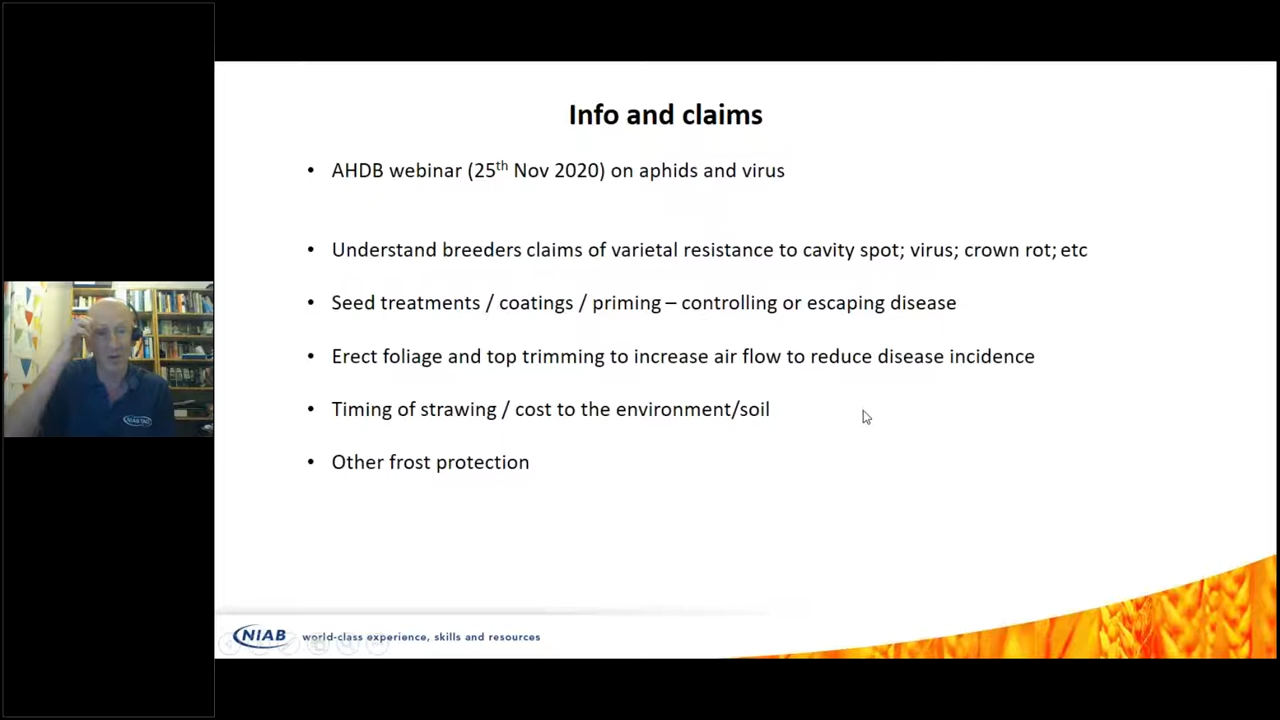 Info and claims
• AHDB webinar (25th Nov 2020) on aphids and virus
• Understand breeders claims of varietal resistance to cavity spot; virus; crown rot; etc
• Seed treatments / coatings / priming – controlling or escaping disease
• Erect foliage and top trimming to increase air flow to reduce disease incidence
• Timing of strawing / cost to the environment/soil
• Other frost protection
NIAB world-class experience, skills and resources
NIAB TAG